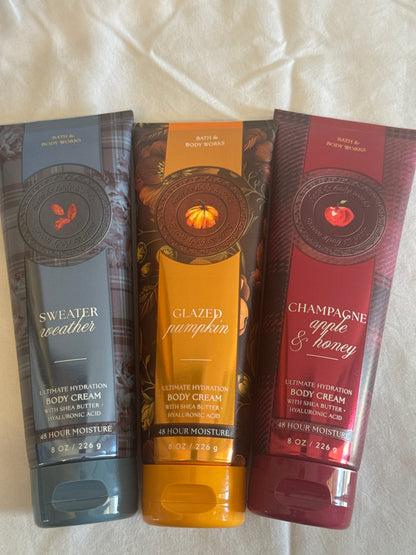 BATH &
BODY WORKS
SWEATER
weather
ULTIMATE HYDRATION
BODY CREAM
WITH SHEA BUTTER +
HYALURONIC ACID
48 HOUR MOISTURE
8 OZ / 226 g
BATH &
BODY WORKS
GLAZED
pumpkin
ULTIMATE HYDRATION
BODY CREAM
WITH SHEA BUTTER +
HYALURONIC ACID
48 HOUR MOISTURE
8 OZ / 226 g
BATH &
BODY WORKS
CHAMPAGNE
apple
& honey
ULTIMATE HYDRATION
BODY CREAM
WITH SHEA BUTTER +
HYALURONIC ACID
48 HOUR MOISTURE
8 OZ / 226 g